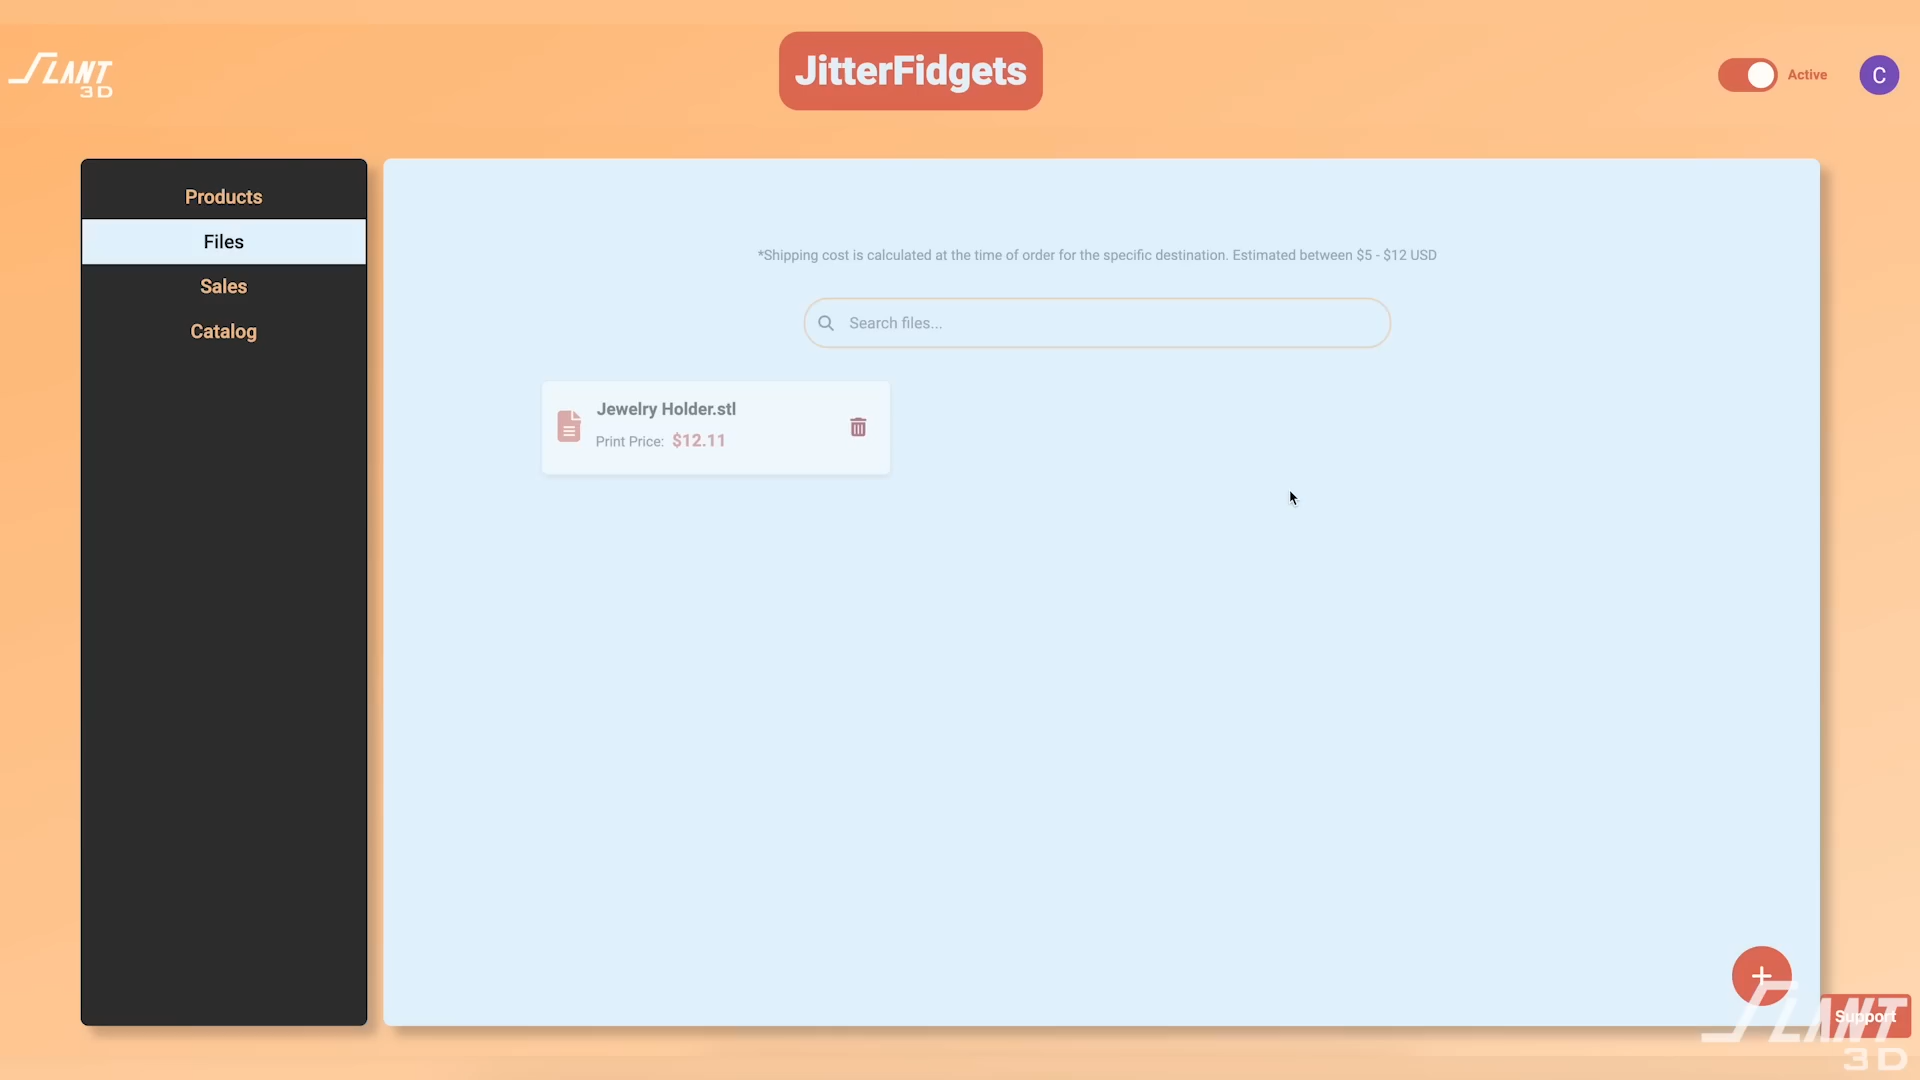 SLANT
3D
JitterFidgets
Active
C
Products
Files
Sales
Catalog
*Shipping cost is calculated at the time of order for the specific destination. Estimated between $5 - $12 USD
Search files...
Jewelry Holder.stl
Print Price: $12.11
+
Support
SLANT
3D